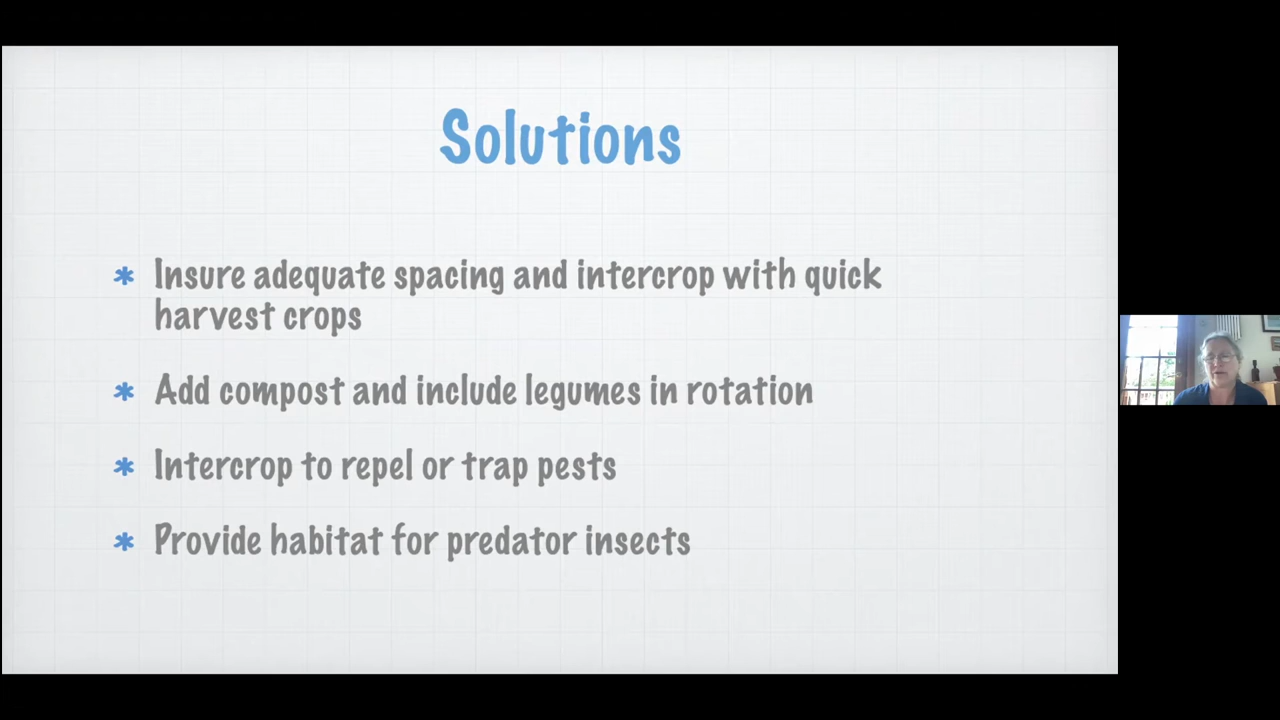 Solutions
* Insure adequate spacing and intercrop with quick
harvest crops
* Add compost and include legumes in rotation
* Intercrop to repel or trap pests
* Provide habitat for predator insects